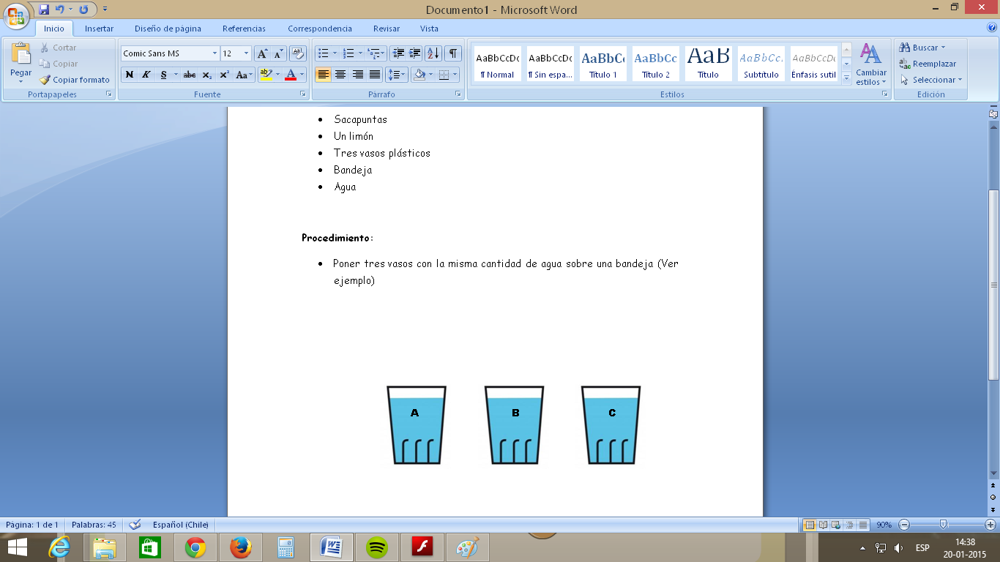 Documento1 - Microsoft Word
Inicio Insertar Diseño de página Referencias Correspondencia Revisar Vista
Pegar
Cortar
Copiar
Copiar formato
Portapapeles
Comic Sans MS 12
N K S abc x₂ x² Aa
Fuente
Párrafo
AaBbCcDc AaBbCcDc AaBbCc AaBbCc AaB AaBbCc. AaBbCcDc
¶ Normal ¶ Sin espa... Título 1 Título 2 Título Subtítulo Énfasis sutil
Cambiar estilos
Estilos
Buscar
Reemplazar
Seleccionar
Edición
• Sacapuntas
• Un limón
• Tres vasos plásticos
• Bandeja
• Agua
Procedimiento:
• Poner tres vasos con la misma cantidad de agua sobre una bandeja (Ver
ejemplo)
A B C
Página: 1 de 1 Palabras: 45 Español (Chile) 90%
ESP 14:38
20-01-2015